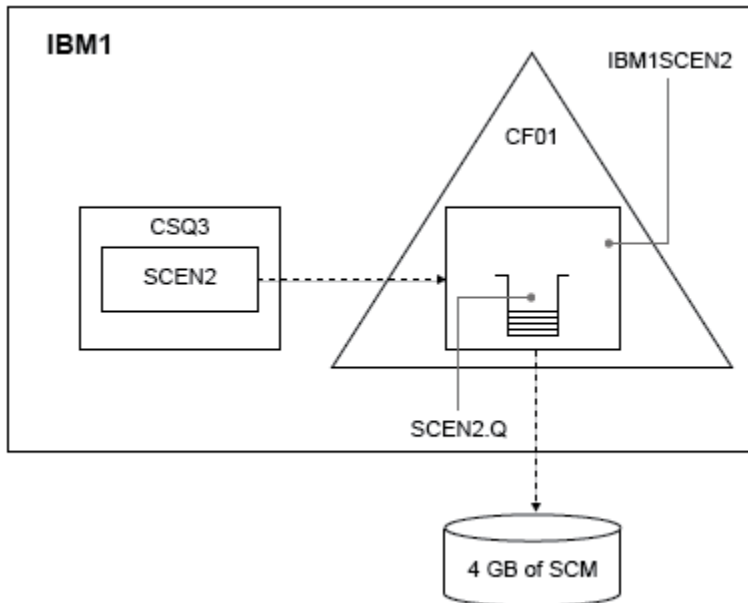 IBM1
IBM1SCEN2
CF01
CSQ3
SCEN2
SCEN2.Q
4 GB of SCM